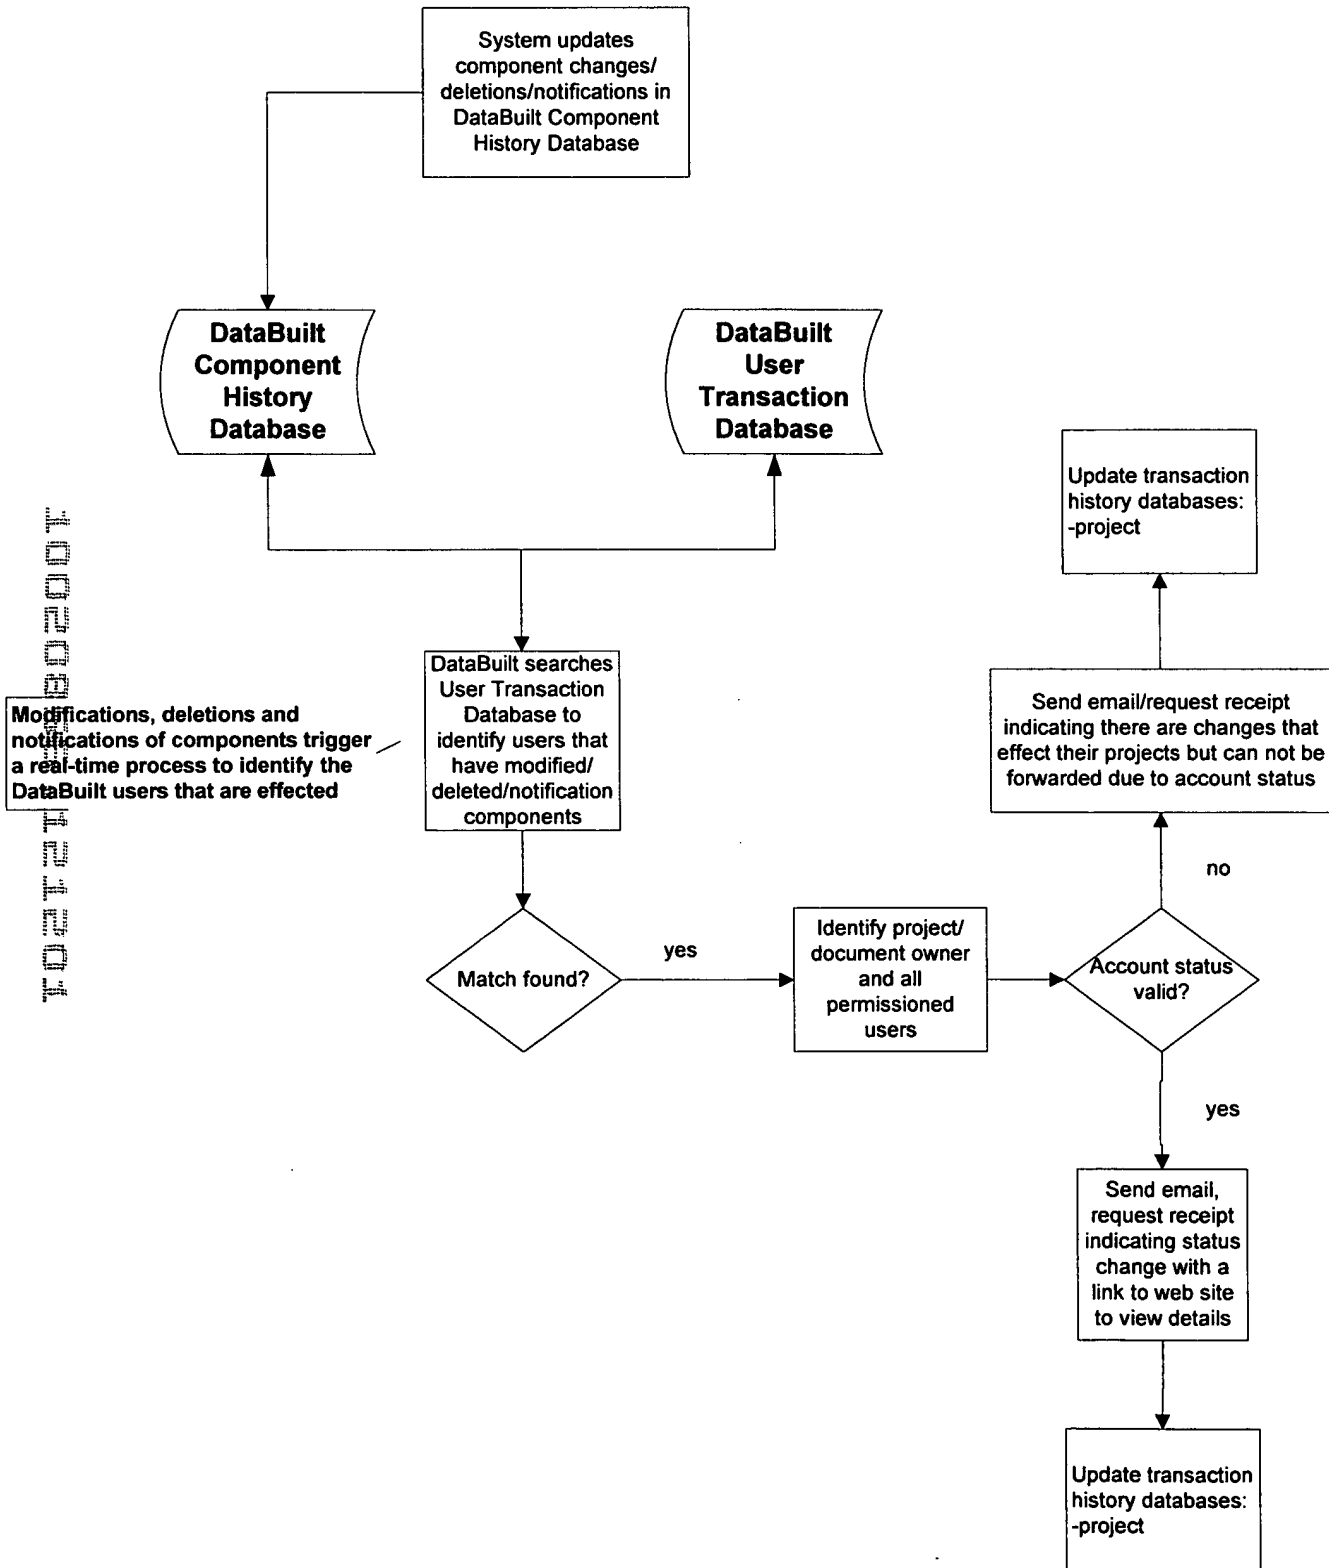 System updates
component changes/
deletions/notifications in
DataBuilt Component
History Database
DataBuilt
Component
History
Database
DataBuilt
User
Transaction
Database
Update transaction
history databases:
-project
DataBuilt searches
User Transaction
Database to
identify users that
have modified/
deleted/notification
components
Modifications, deletions and
notifications of components trigger
a real-time process to identify the
DataBuilt users that are effected
Send email/request receipt
indicating there are changes that
effect their projects but can not be
forwarded due to account status
no
Match found?
yes
Identify project/
document owner
and all
permissioned
users
Account status
valid?
yes
Send email,
request receipt
indicating status
change with a
link to web site
to view details
Update transaction
history databases:
-project